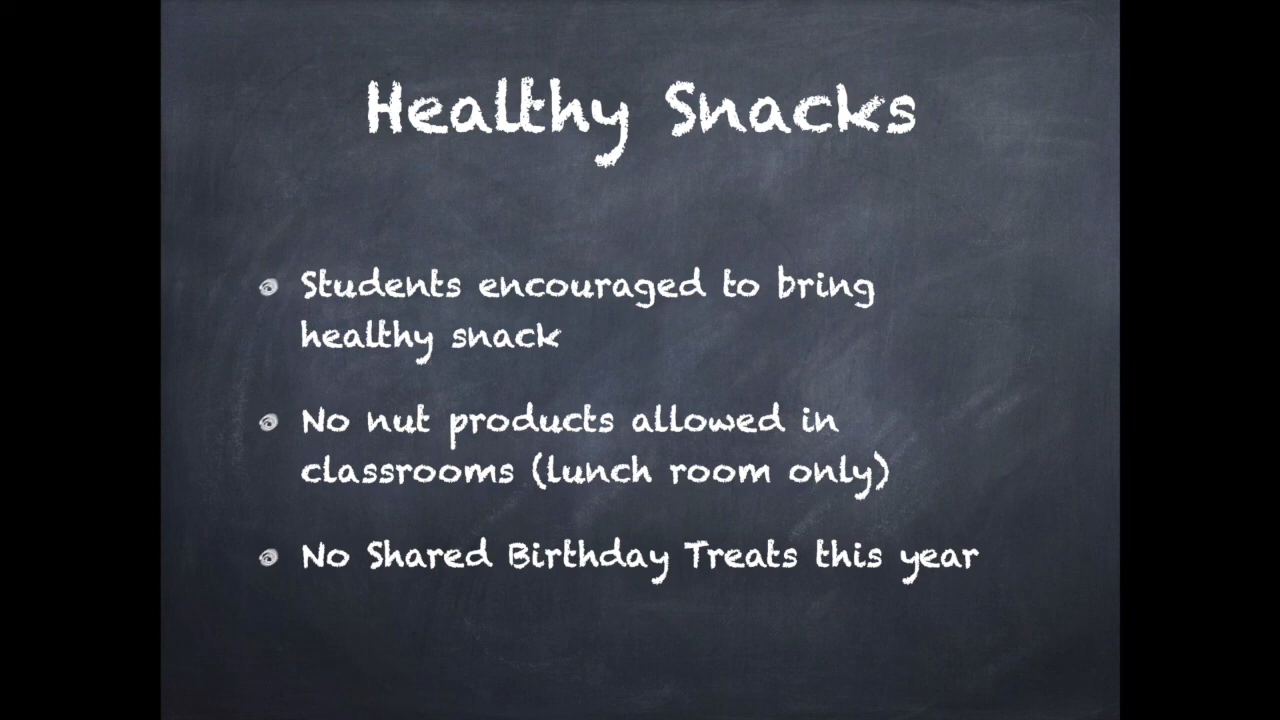 Healthy Snacks
Students encouraged to bring
healthy snack
No nut products allowed in
classrooms (lunch room only)
No Shared Birthday Treats this year